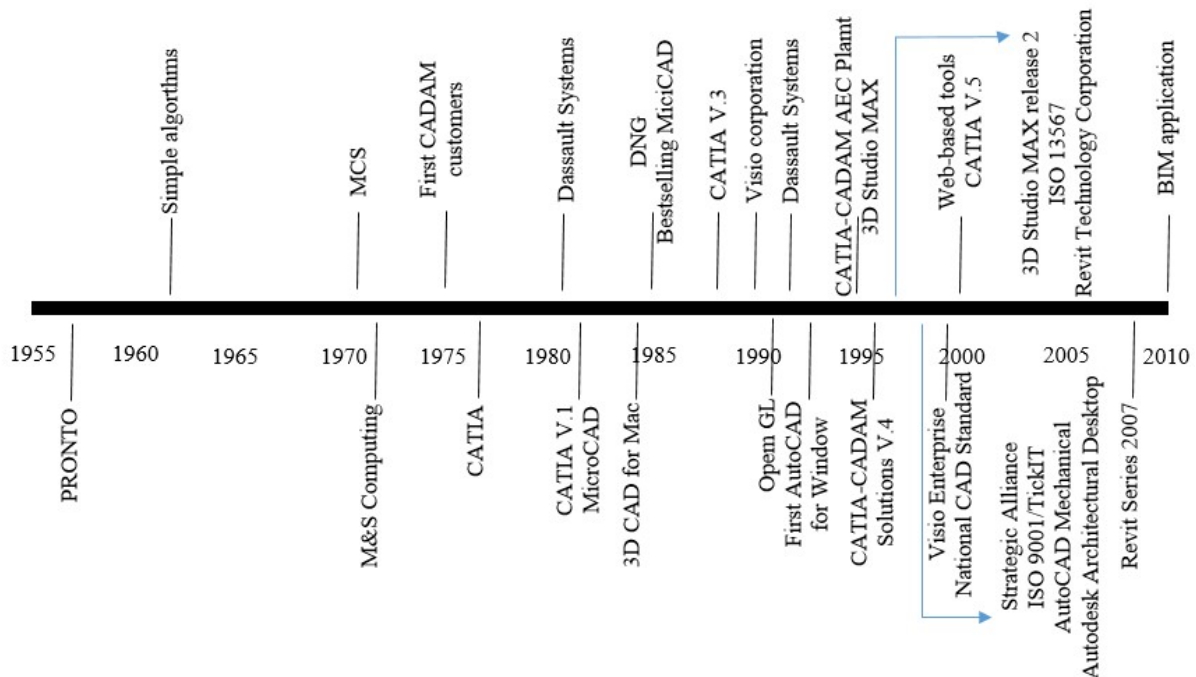 Simple algorthms
MCS
First CADAM
customers
Dassault Systems
DNG
Bestselling MiciCAD
CATIA V.3
Visio corporation
Dassault Systems
CATIA-CADAM AEC Plamt
3D Studio MAX
Web-based tools
CATIA V.5
3D Studio MAX release 2
ISO 13567
Revit Technology Corporation
BIM application
1955
1960
1965
1970
1975
1980
1985
1990
1995
2000
2005
2010
PRONTO
M&S Computing
CATIA
CATIA V.1
MicroCAD
3D CAD for Mac
Opem GL
First AutoCAD
for Window
CATIA-CADAM
Solutions V.4
Visio Enterprise
National CAD Standard
Strategic Alliance
ISO 9001/TickIT
AutoCAD Mechanical
Autodesk Architectural Desktop
Revit Series 2007